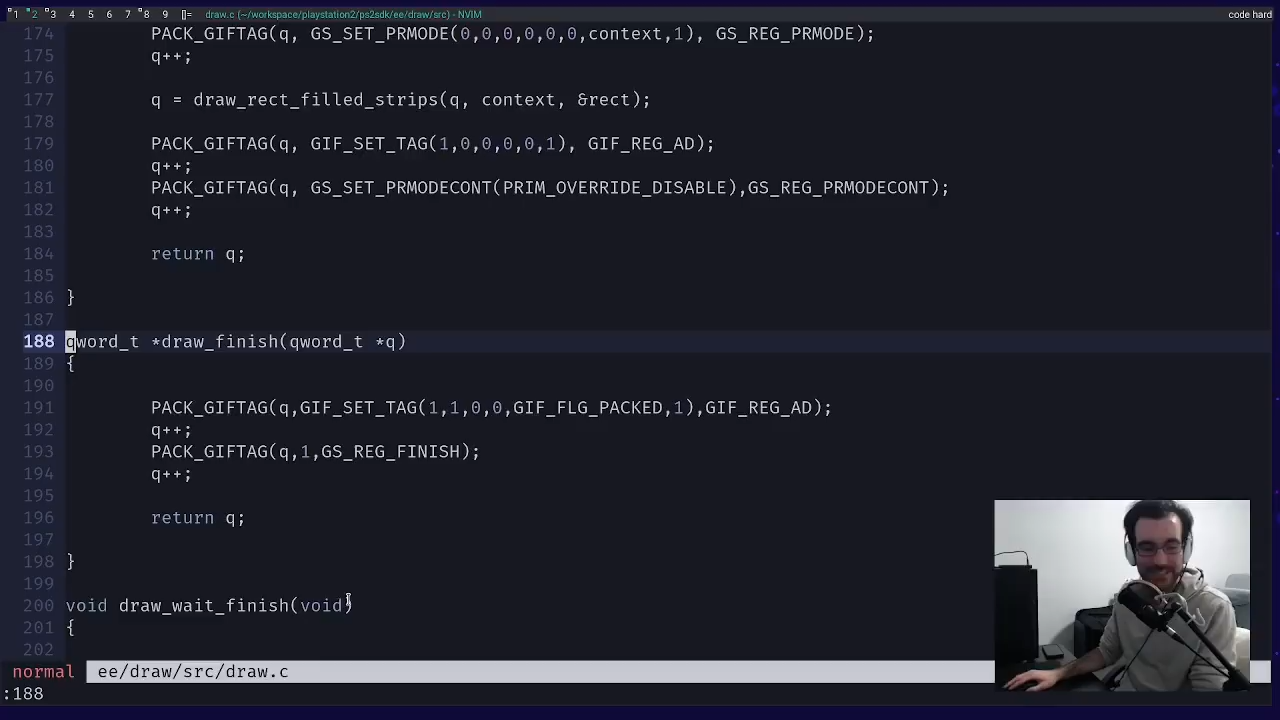 1 2 3 4 5 6 7 8 9 []= draw.c (~/workspace/playstation2/ps2sdk/ee/draw/src) - NVIM code hard
174 PACK_GIFTAG(q, GS_SET_PRMODE(0,0,0,0,0,0,context,1), GS_REG_PRMODE);
175 q++;
176
177 q = draw_rect_filled_strips(q, context, &rect);
178
179 PACK_GIFTAG(q, GIF_SET_TAG(1,0,0,0,0,1), GIF_REG_AD);
180 q++;
181 PACK_GIFTAG(q, GS_SET_PRMODECONT(PRIM_OVERRIDE_DISABLE),GS_REG_PRMODECONT);
182 q++;
183
184 return q;
185
186 }
187
188 qword_t *draw_finish(qword_t *q)
189 {
190
191 PACK_GIFTAG(q,GIF_SET_TAG(1,1,0,0,GIF_FLG_PACKED,1),GIF_REG_AD);
192 q++;
193 PACK_GIFTAG(q,1,GS_REG_FINISH);
194 q++;
195
196 return q;
197
198 }
199
200 void draw_wait_finish(void)
201 {
202
normal ee/draw/src/draw.c
:188